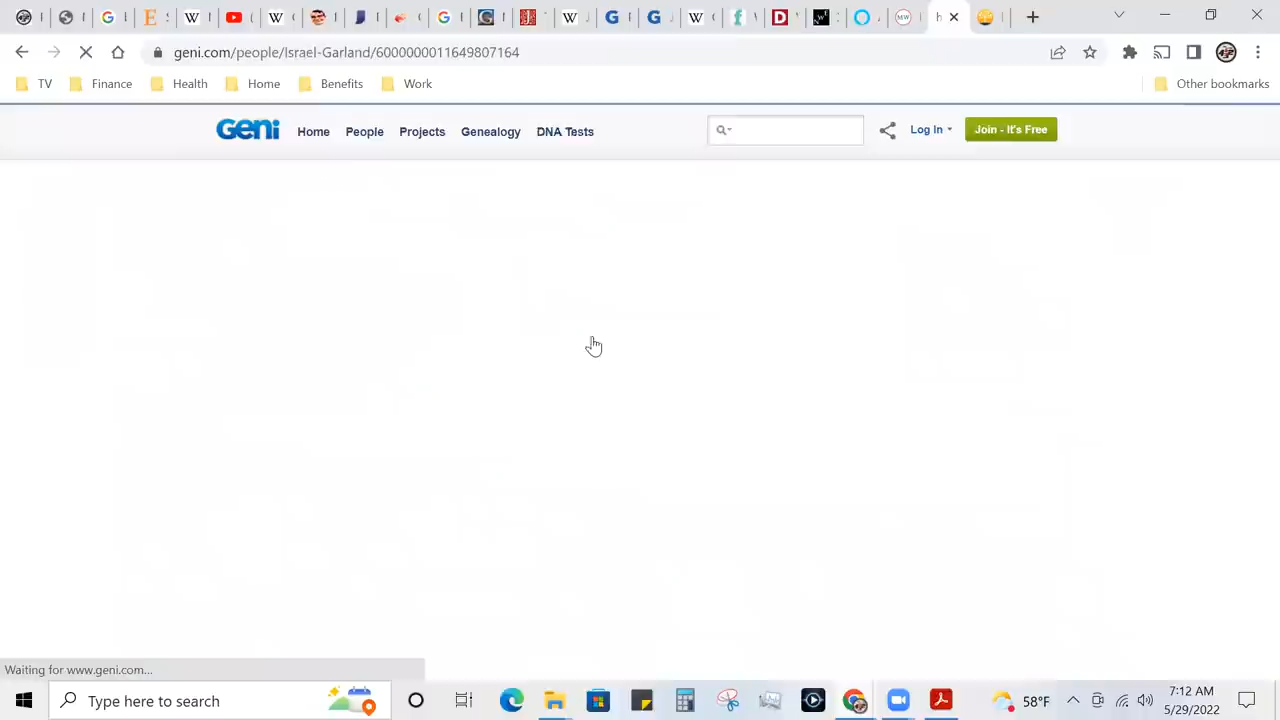 geni.com/people/Israel-Garland/6000000011649807164
TV
Finance
Health
Home
Benefits
Work
Other bookmarks
Geni
Home
People
Projects
Genealogy
DNA Tests
Log In
Join - It's Free
Waiting for www.geni.com...
Type here to search
58°F
7:12 AM
5/29/2022